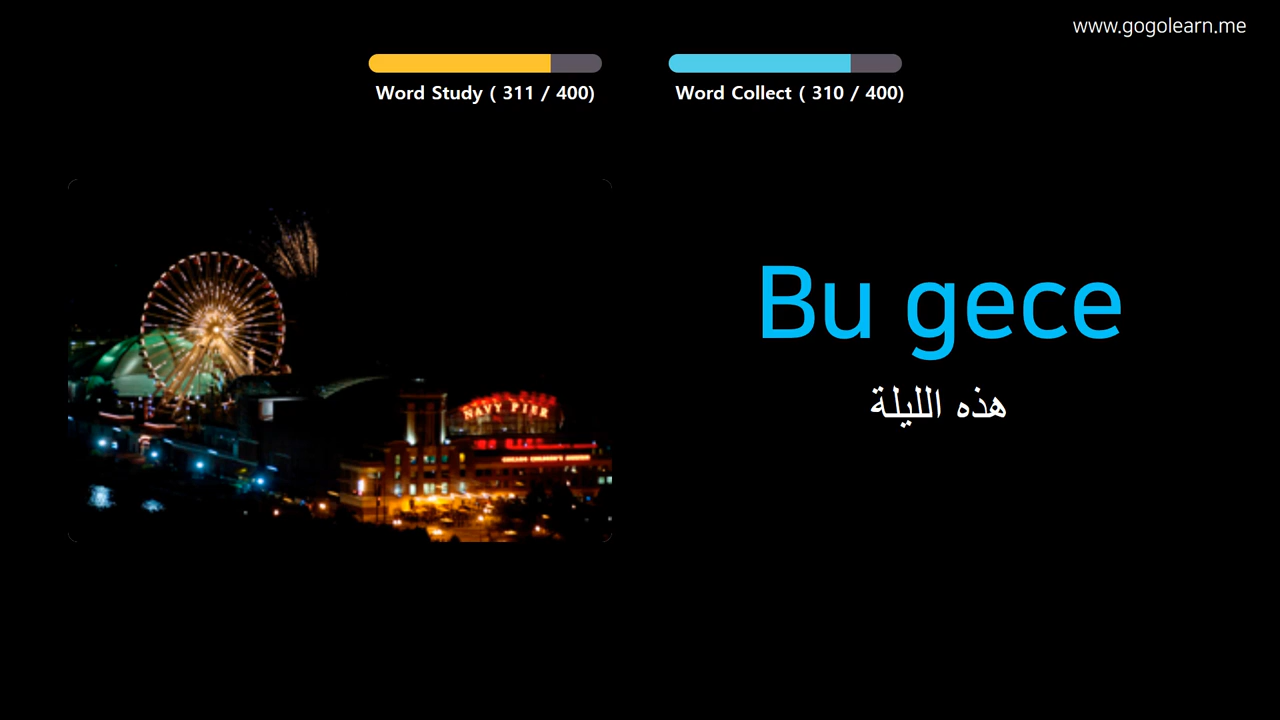 www.gogolearn.me
Word Study ( 311 / 400)
Word Collect ( 310 / 400)
Bu gece
هذه الليلة
NAVY PIER